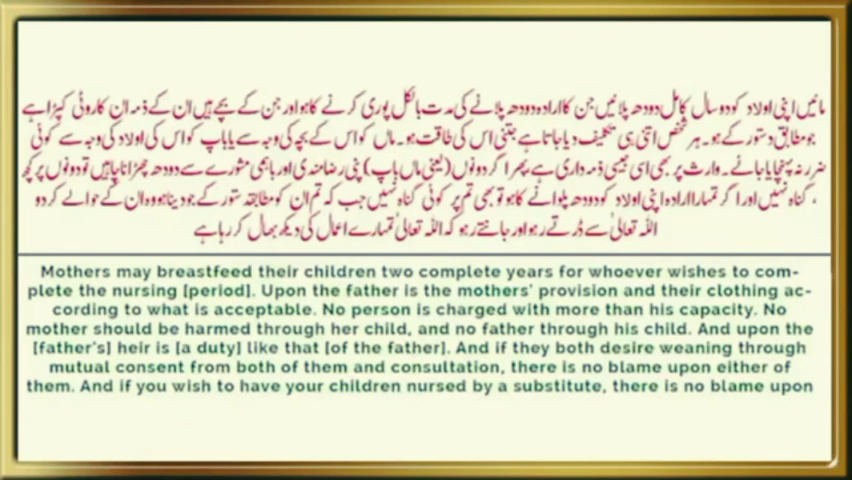 مائیں اپنی اولاد کو دو سال کامل دودھ پلائیں جن کا ارادہ دودھ پلانے کی مدت بالکل پوری کرنے کا ہو اور جن کے بچے ہیں ان کے ذمہ ان کا روٹی کپڑا ہے
جو مطابق دستور کے ہو۔ ہر شخص اتنی ہی تکلیف دیا جاتا ہے جتنی اس کی طاقت ہو۔ ماں کو اس کے بچہ کی وجہ سے یا باپ کو اس کی اولاد کی وجہ سے کوئی
ضرر نہ پہنچایا جائے۔ وارث پر بھی اسی جیسی ذمہ داری ہے، پھر اگر دونوں (یعنی ماں باپ) اپنی رضامندی اور باہمی مشورے سے دودھ چھڑانا چاہیں تو دونوں پر کچھ
گناہ نہیں اور اگر تمہارا ارادہ اپنی اولاد کو دودھ پلوانے کا ہو تو بھی تم پر کوئی گناہ نہیں جب کہ تم ان کو مطابق دستور کے جو دینا ہو وہ ان کے حوالے کر دو،
اللہ تعالیٰ سے ڈرتے رہو اور جانتے رہو کہ اللہ تعالیٰ تمہارے اعمال کی دیکھ بھال کر رہا ہے
Mothers may breastfeed their children two complete years for whoever wishes to com-
plete the nursing [period]. Upon the father is the mothers' provision and their clothing ac-
cording to what is acceptable. No person is charged with more than his capacity. No
mother should be harmed through her child, and no father through his child. And upon the
[father's] heir is [a duty] like that [of the father]. And if they both desire weaning through
mutual consent from both of them and consultation, there is no blame upon either of
them. And if you wish to have your children nursed by a substitute, there is no blame upon